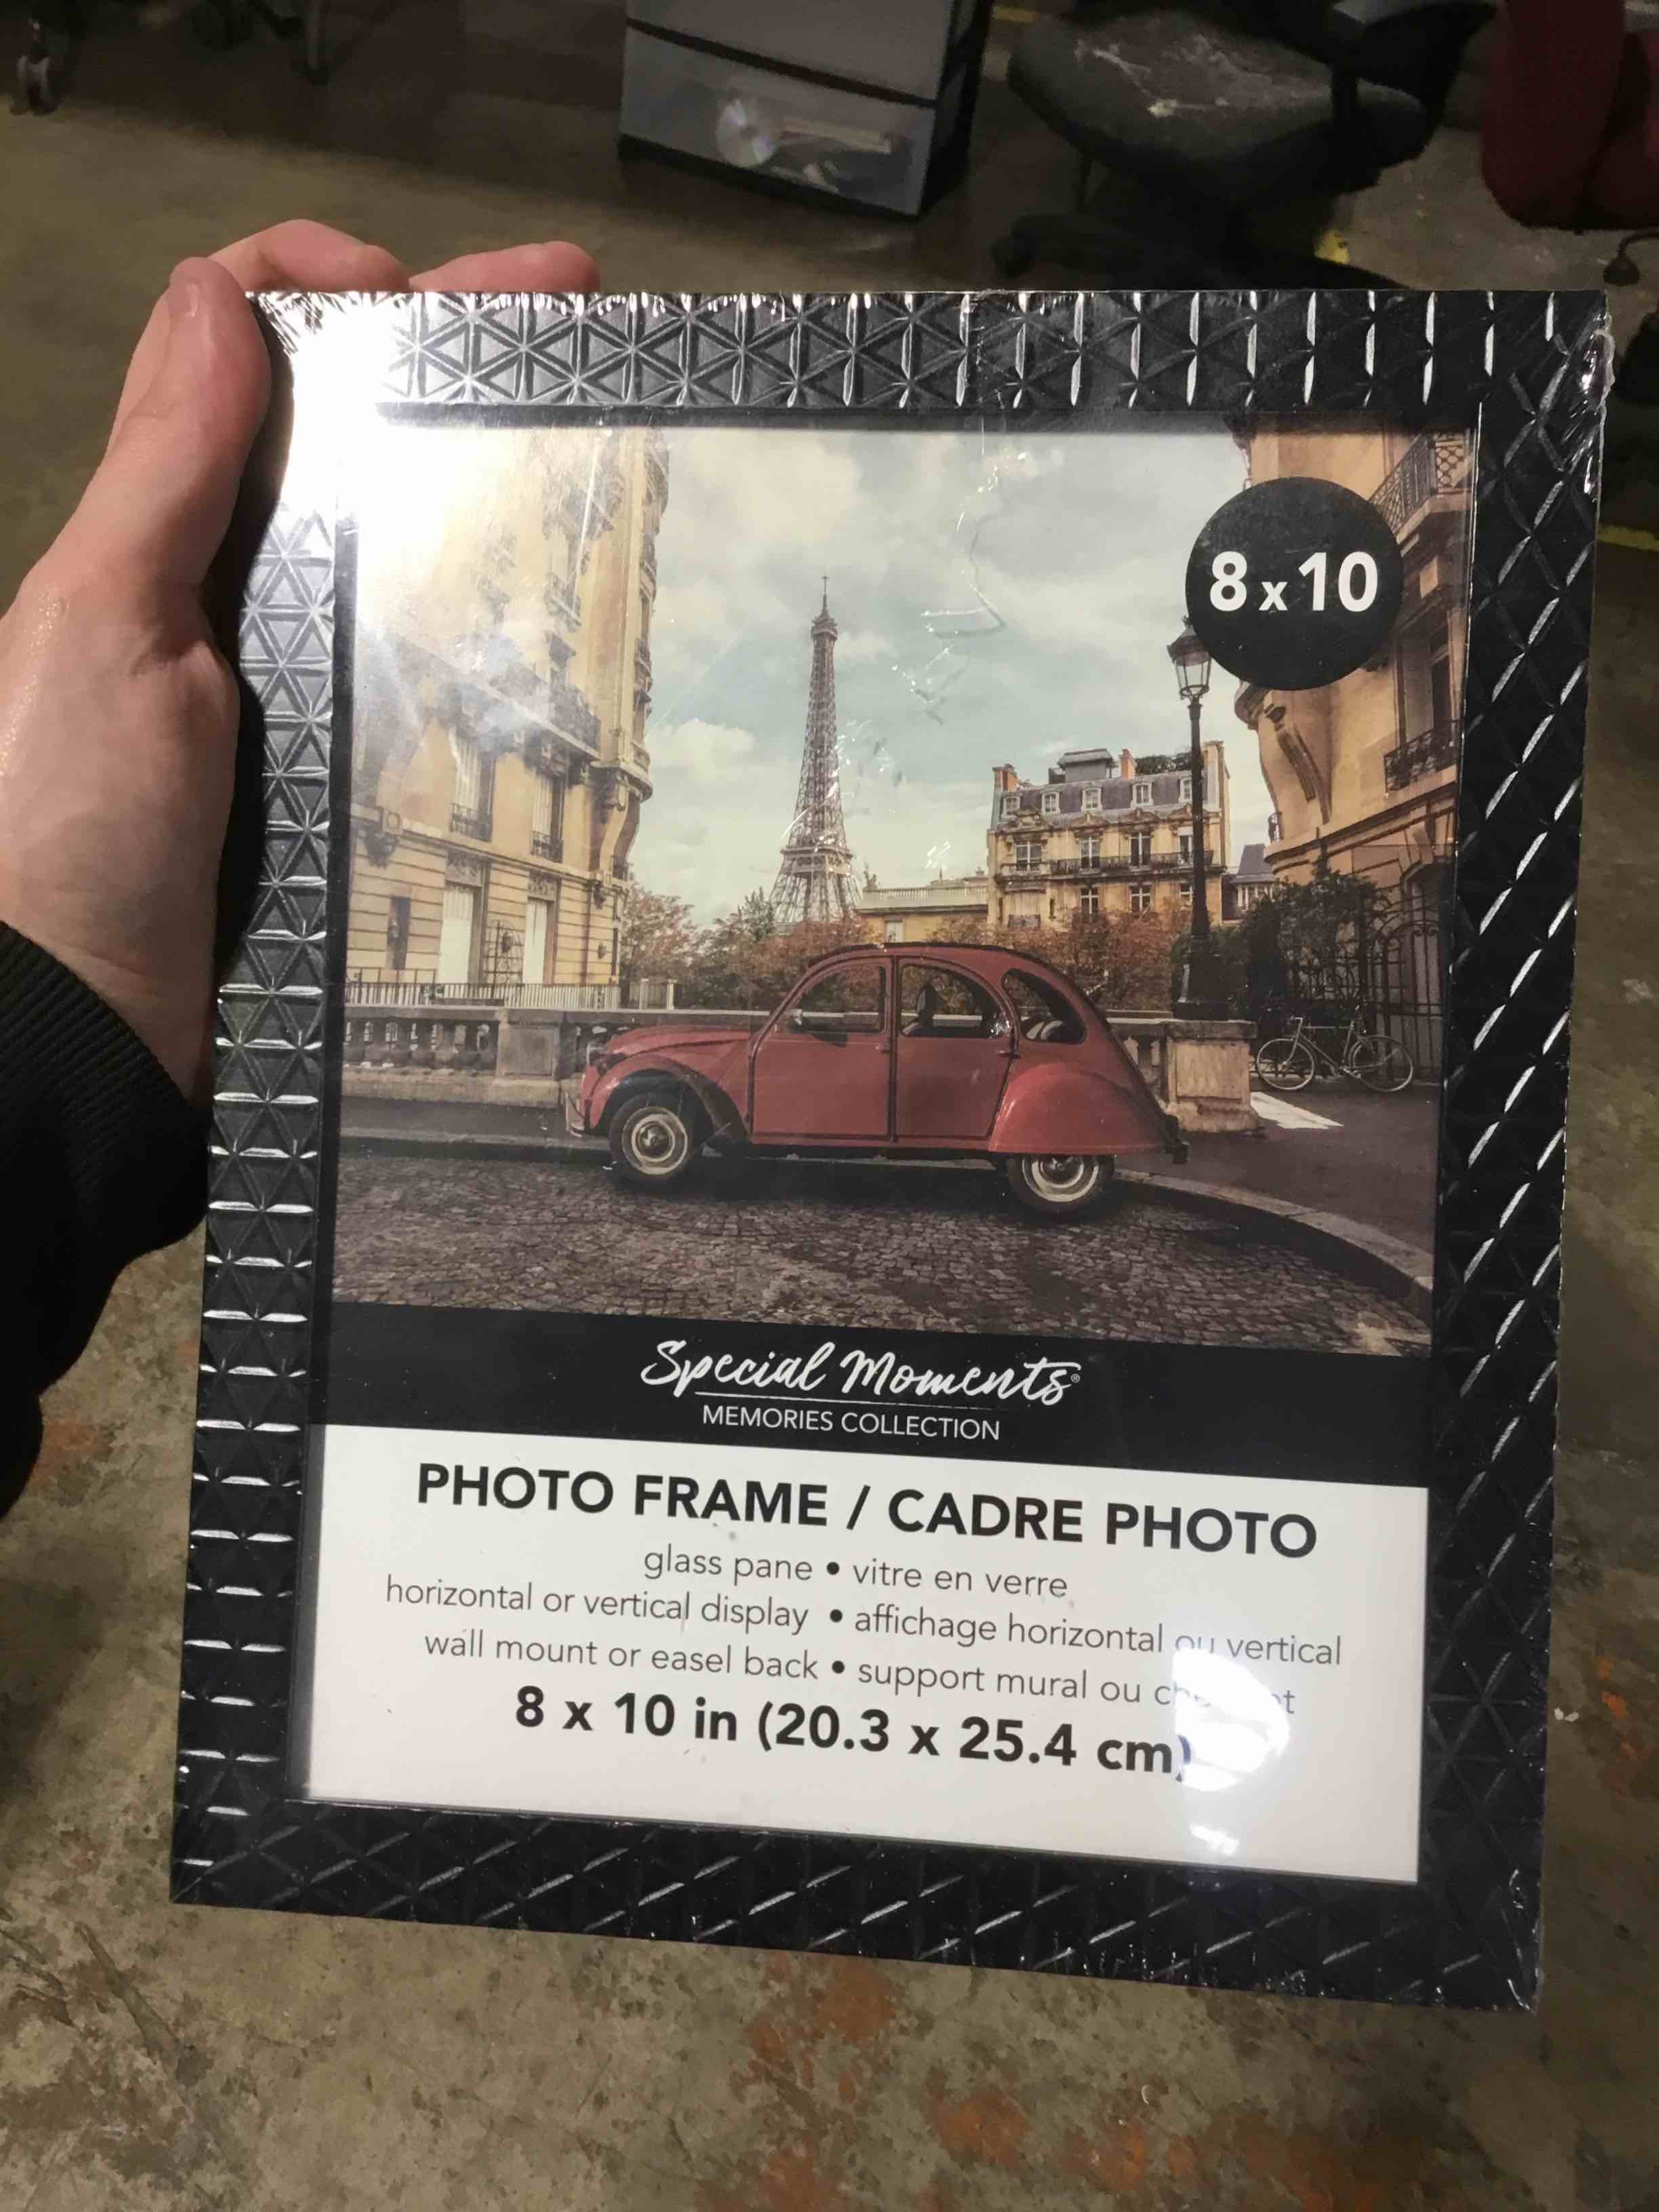 8 x 10
Special Moments®
MEMORIES COLLECTION
PHOTO FRAME / CADRE PHOTO
glass pane • vitre en verre
horizontal or vertical display • affichage horizontal ou vertical
wall mount or easel back • support mural ou
8 x 10 in (20.3 x 25.4 cm)